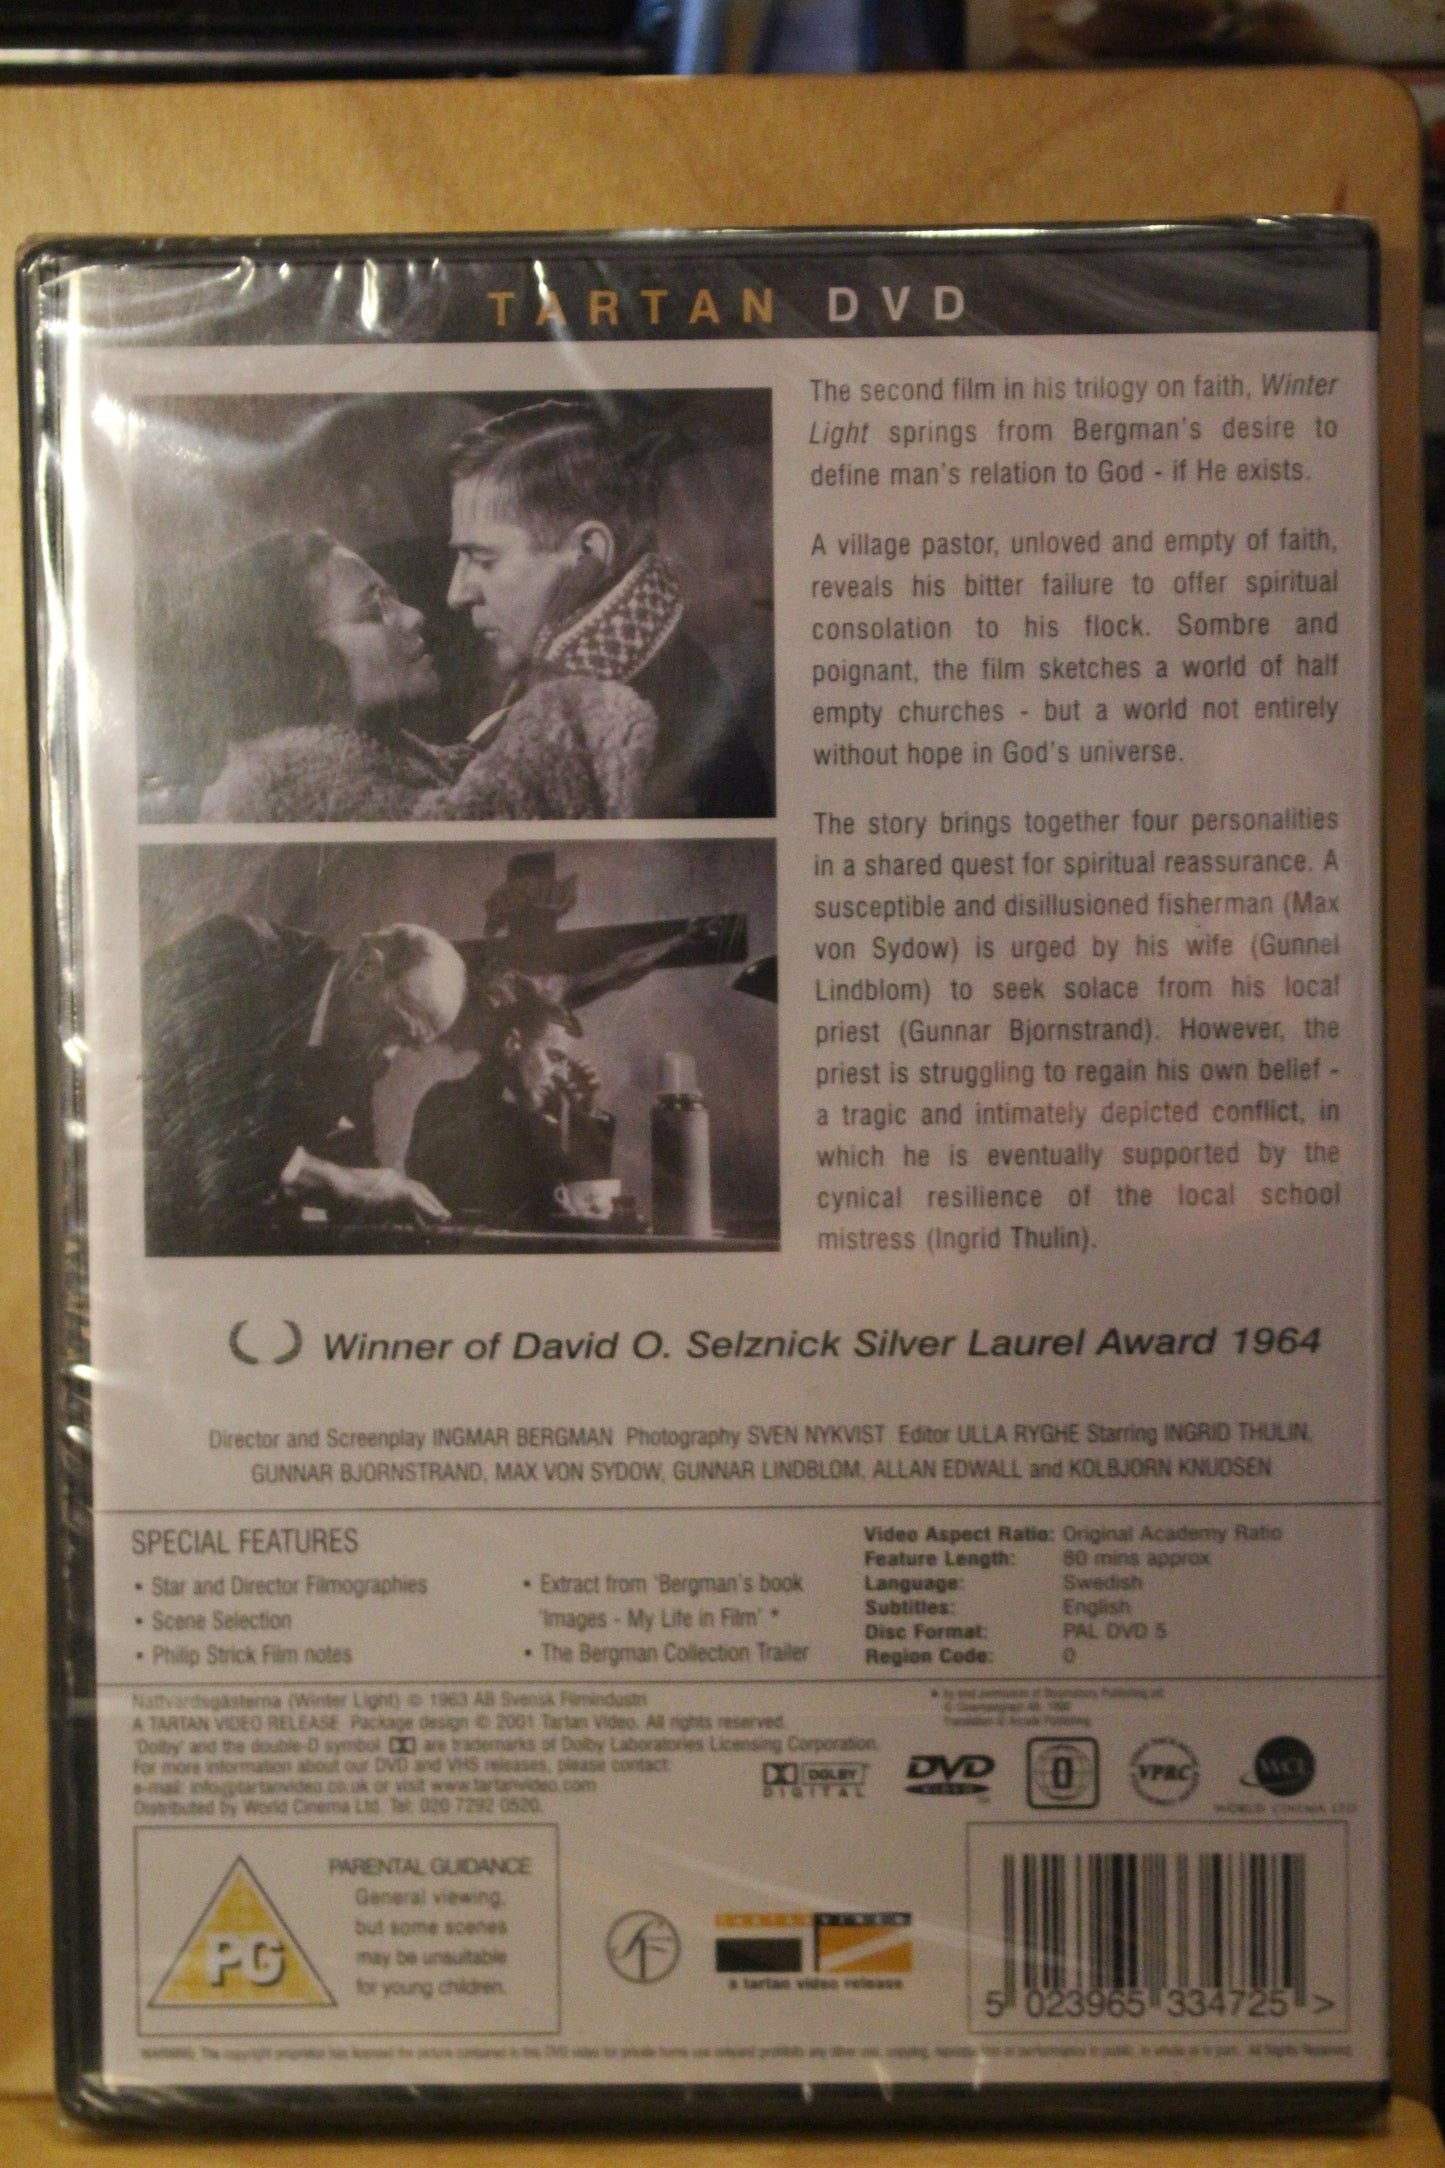 TARTAN DVD
The second film in his trilogy on faith, Winter
Light springs from Bergman's desire to
define man's relation to God - if He exists.
A village pastor, unloved and empty of faith,
reveals his bitter failure to offer spiritual
consolation to his flock. Sombre and
poignant, the film sketches a world of half
empty churches - but a world not entirely
without hope in God's universe.
The story brings together four personalities
in a shared quest for spiritual reassurance. A
susceptible and disillusioned fisherman (Max
von Sydow) is urged by his wife (Gunnel
Lindblom) to seek solace from his local
priest (Gunnar Bjornstrand). However, the
priest is struggling to regain his own belief -
a tragic and intimately depicted conflict, in
which he is eventually supported by the
cynical resilience of the local school
mistress (Ingrid Thulin).
Winner of David O. Selznick Silver Laurel Award 1964
Director and Screenplay INGMAR BERGMAN Photography SVEN NYKVIST Editor ULLA RYGHE Starring INGRID THULIN,
GUNNAR BJORNSTRAND, MAX VON SYDOW, GUNNAR LINDBLOM, ALLAN EDWALL and KOLBJORN KNUDSEN
SPECIAL FEATURES
• Star and Director Filmographies
• Scene Selection
• Philip Strick Film notes
• Extract from 'Bergman's book
'Images - My Life in Film' *
• The Bergman Collection Trailer
Video Aspect Ratio: Original Academy Ratio
Feature Length: 80 mins approx
Language: Swedish
Subtitles: English
Disc Format: PAL DVD 5
Region Code: 0
Nattvardsgästerna (Winter Light) © 1963 AB Svensk Filmindustri
A TARTAN VIDEO RELEASE Package design © 2001 Tartan Video. All rights reserved.
'Dolby' and the double-D symbol are trademarks of Dolby Laboratories Licensing Corporation.
For more information about our DVD and VHS releases, please contact:
e-mail: info@tartanvideo.co.uk or visit www.tartanvideo.com
Distributed by World Cinema Ltd. Tel: 020 7292 0520.
DOLBY
DIGITAL
DVD
VIDEO
0
VPRC
WCL
WORLD CINEMA LTD
PG
PARENTAL GUIDANCE
General viewing,
but some scenes
may be unsuitable
for young children.
SF
TARTAN VIDEO
a tartan video release
5 023965 334725 >